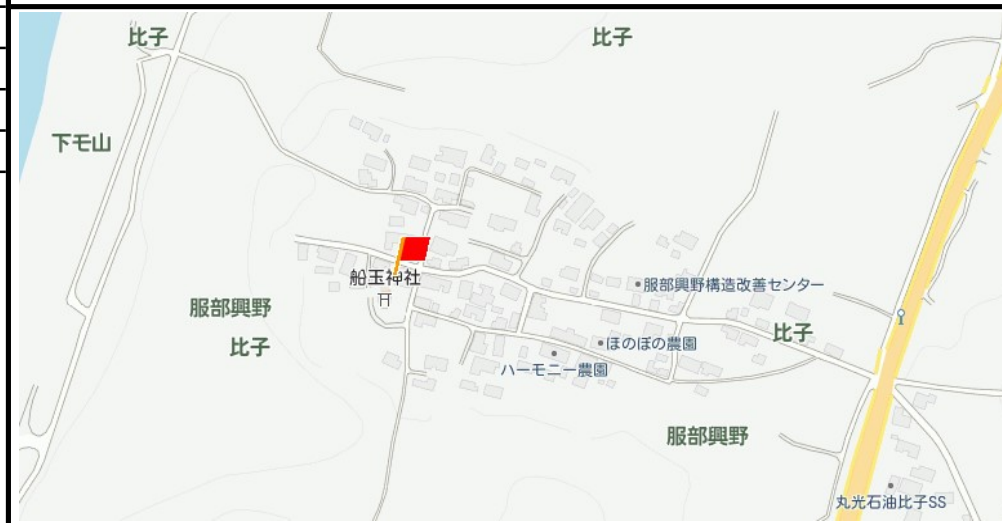 比子
比子
下モ山
船玉神社
服部興野構造改善センター
服部興野
比子
比子
ほのぼの農園
ハーモニー農園
服部興野
丸光石油比子SS